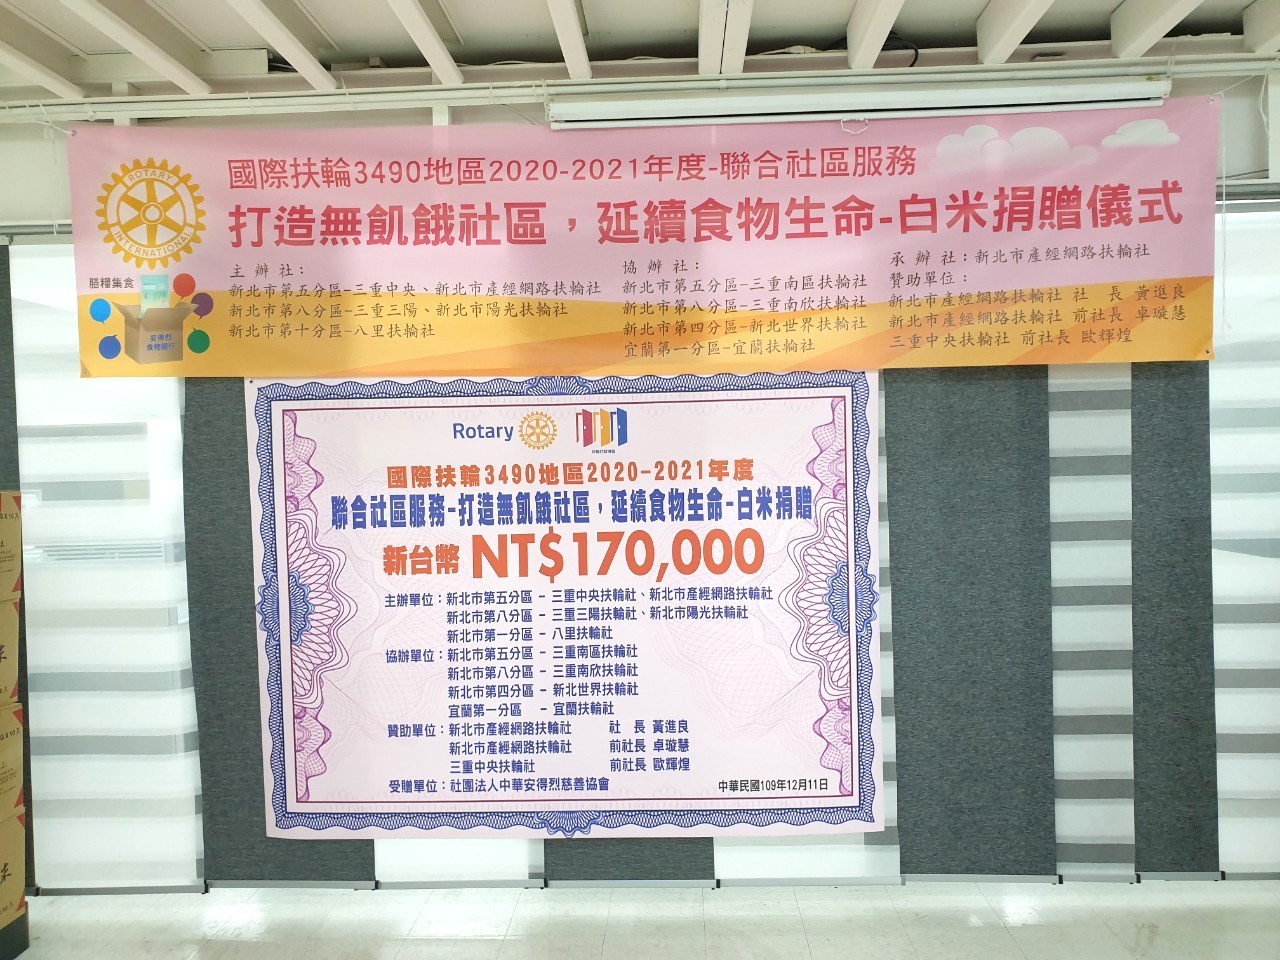 ROTARY
INTERNATIONAL
國際扶輪3490地區2020-2021年度-聯合社區服務
打造無飢餓社區，延續食物生命-白米捐贈儀式
膳糧集食
安得烈
食物銀行
主辦社：
新北市第五分區-三重中央、新北市產經網路扶輪社
新北市第八分區-三重三陽、新北市陽光扶輪社
新北市第十分區-八里扶輪社
協辦社：
新北市第五分區-三重南區扶輪社
新北市第八分區-三重南欣扶輪社
新北市第四分區-新北世界扶輪社
宜蘭第一分區-宜蘭扶輪社
承辦社：新北市產經網路扶輪社
贊助單位：
新北市產經網路扶輪社 社 長 黃進良
新北市產經網路扶輪社 前社長 卓璇慧
三重中央扶輪社 前社長 歐輝煌
Rotary
國際扶輪3490地區2020-2021年度
聯合社區服務-打造無飢餓社區，延續食物生命-白米捐贈
新台幣 NT$170,000
主辦單位：新北市第五分區 - 三重中央扶輪社、新北市產經網路扶輪社
新北市第八分區 - 三重三陽扶輪社、新北市陽光扶輪社
新北市第一分區 - 八里扶輪社
協辦單位：新北市第五分區 - 三重南區扶輪社
新北市第八分區 - 三重南欣扶輪社
新北市第四分區 - 新北世界扶輪社
宜蘭第一分區 - 宜蘭扶輪社
贊助單位：新北市產經網路扶輪社 社 長 黃進良
新北市產經網路扶輪社 前社長 卓璇慧
三重中央扶輪社 前社長 歐輝煌
受贈單位：社團法人中華安得烈慈善協會
中華民國109年12月11日